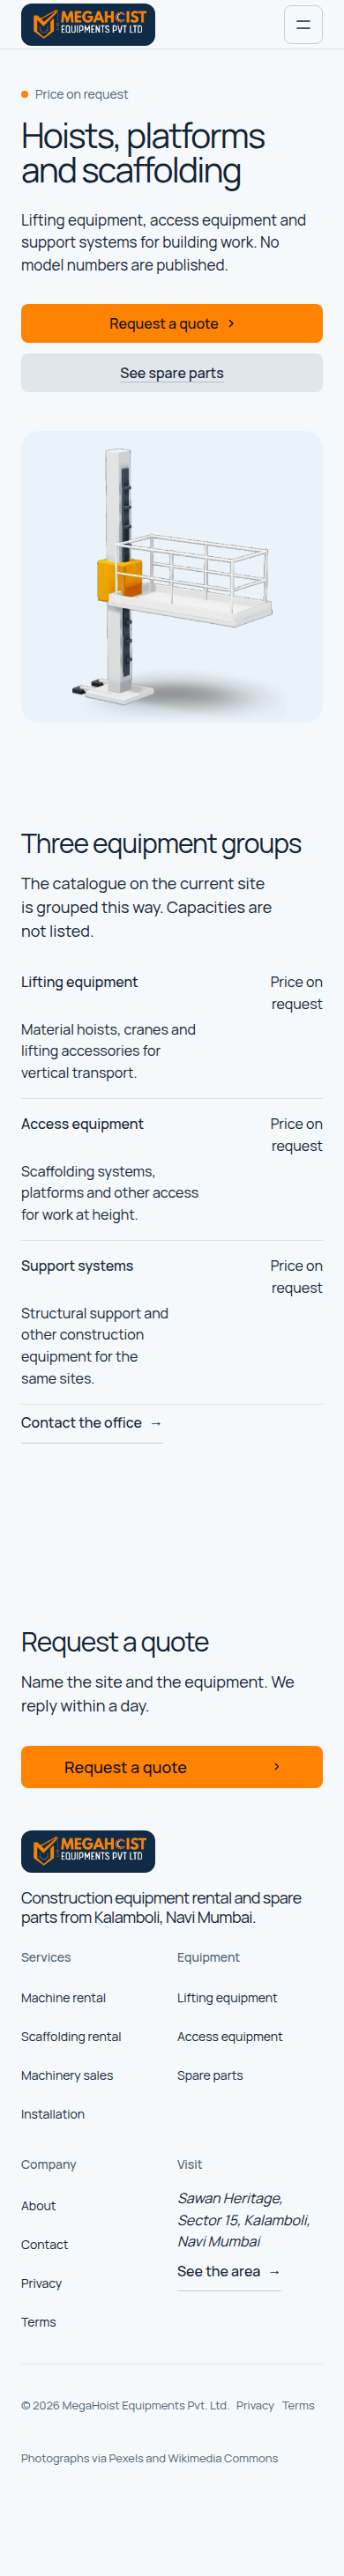 MEGAHOIST
EQUIPMENTS PVT LTD
Price on request
Hoists, platforms
and scaffolding
Lifting equipment, access equipment and
support systems for building work. No
model numbers are published.
Request a quote ›
See spare parts
Three equipment groups
The catalogue on the current site
is grouped this way. Capacities are
not listed.
Lifting equipment
Price on
request
Material hoists, cranes and
lifting accessories for
vertical transport.
Access equipment
Price on
request
Scaffolding systems,
platforms and other access
for work at height.
Support systems
Price on
request
Structural support and
other construction
equipment for the
same sites.
Contact the office →
Request a quote
Name the site and the equipment. We
reply within a day.
Request a quote ›
MEGAHOIST
EQUIPMENTS PVT LTD
Construction equipment rental and spare
parts from Kalamboli, Navi Mumbai.
Services
Machine rental
Scaffolding rental
Machinery sales
Installation
Equipment
Lifting equipment
Access equipment
Spare parts
Company
About
Contact
Privacy
Terms
Visit
Sawan Heritage,
Sector 15, Kalamboli,
Navi Mumbai
See the area →
© 2026 MegaHoist Equipments Pvt. Ltd. Privacy Terms
Photographs via Pexels and Wikimedia Commons